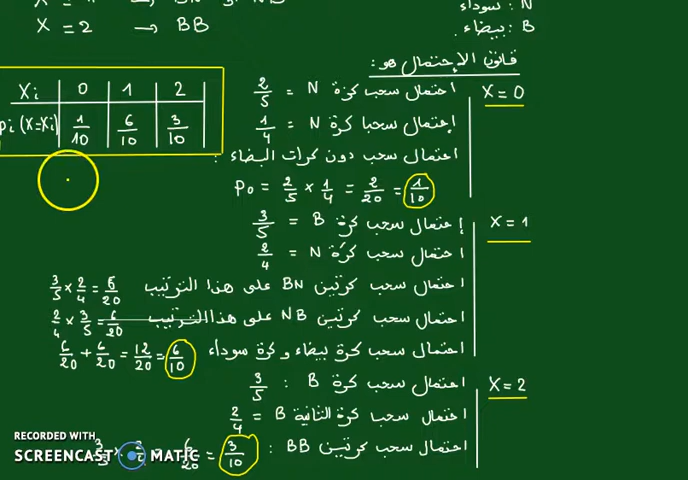 N : سوداء
B : بيضاء.
X = 2 → BB
قانون الاحتمال هو:
Xi | 0 | 1 | 2
pi (X=Xi) | 1/10 | 6/10 | 3/10
X = 0
احتمال سحب كرة N = 2/5
إحتمال سحب كرة N = 1/4
احتمال سحب دون كرات البيضاء :
P0 = 2/5 × 1/4 = 2/20 = 1/10
X = 1
إحتمال سحب كرة B = 3/5
احتمال سحب كرة N = 2/4
احتمال سحب كرتين BN على هذا الترتيب 3/5 × 2/4 = 6/20
احتمال سحب كرتين NB على هذا الترتيب 2/4 × 3/5 = 6/20
احتمال سحب كرة بيضاء و كرة سوداء 6/20 + 6/20 = 12/20 = 6/10
X = 2
احتمال سحب كرة B : 3/5
احتمال سحب كرة الثانية B = 2/4
احتمال سحب كرتين BB : 6/20 = 3/10
RECORDED WITH
SCREENCAST MATIC